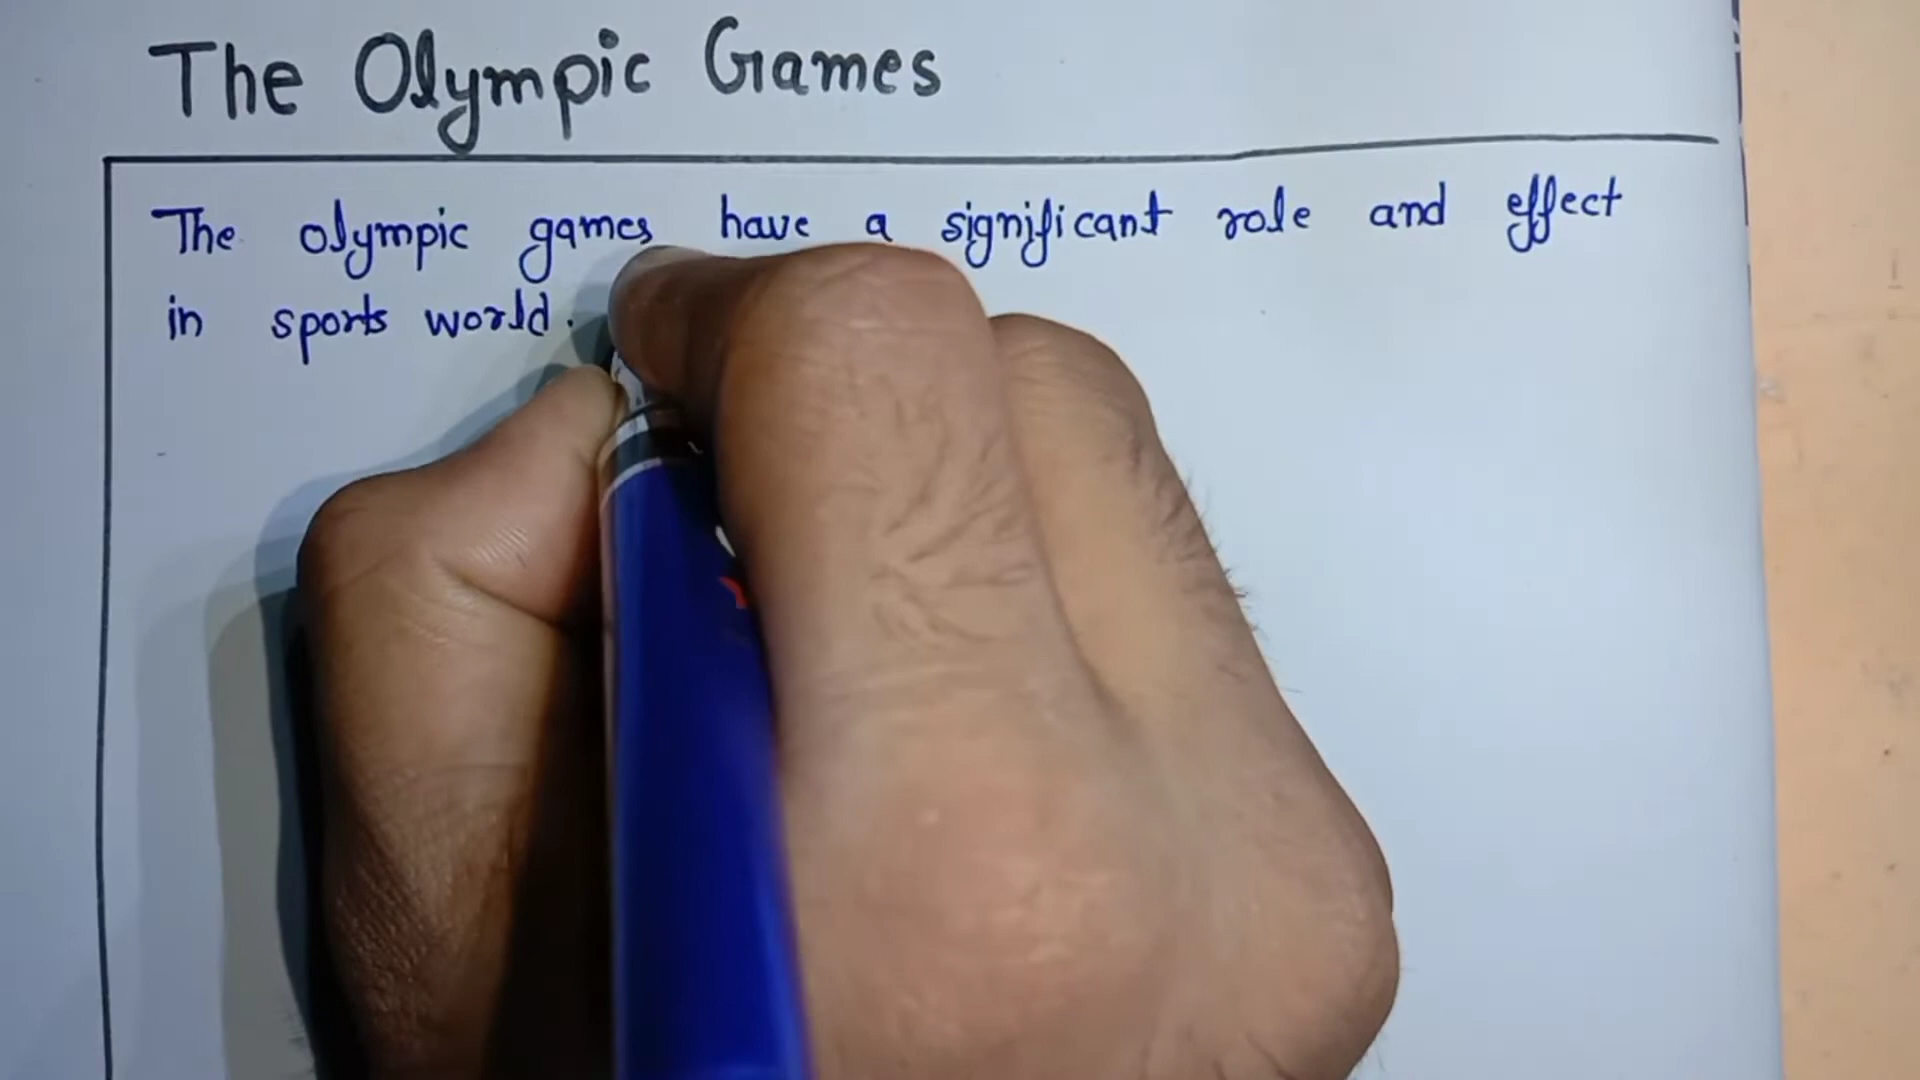 The Olympic Games
The olympic games have a significant role and effect
in sports world.